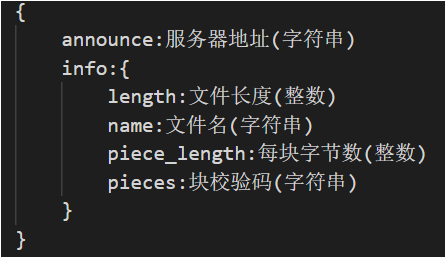 {
announce:服务器地址(字符串)
info:{
length:文件长度(整数)
name:文件名(字符串)
piece_length:每块字节数(整数)
pieces:块校验码(字符串)
}
}